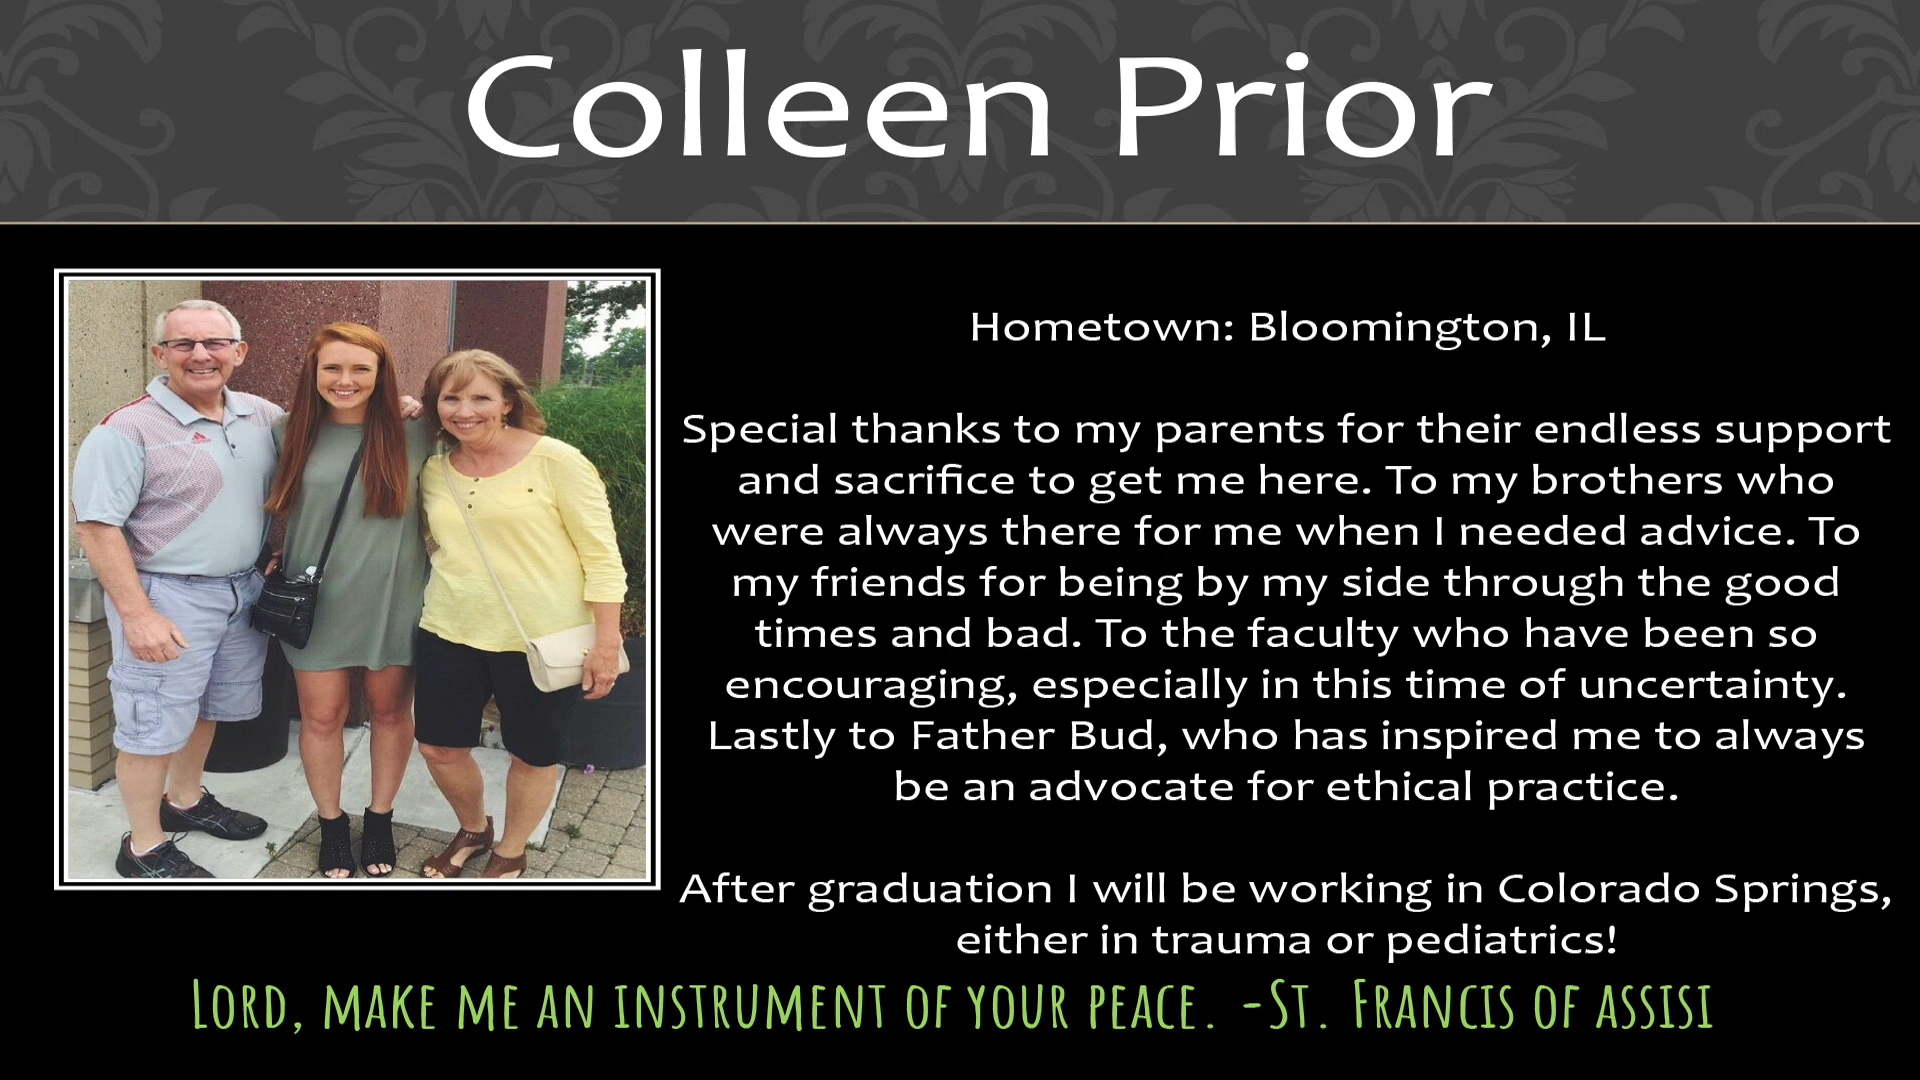 Colleen Prior
Hometown: Bloomington, IL
Special thanks to my parents for their endless support
and sacrifice to get me here. To my brothers who
were always there for me when I needed advice. To
my friends for being by my side through the good
times and bad. To the faculty who have been so
encouraging, especially in this time of uncertainty.
Lastly to Father Bud, who has inspired me to always
be an advocate for ethical practice.
After graduation I will be working in Colorado Springs,
either in trauma or pediatrics!
Lord, make me an instrument of your peace. -St. Francis of assisi